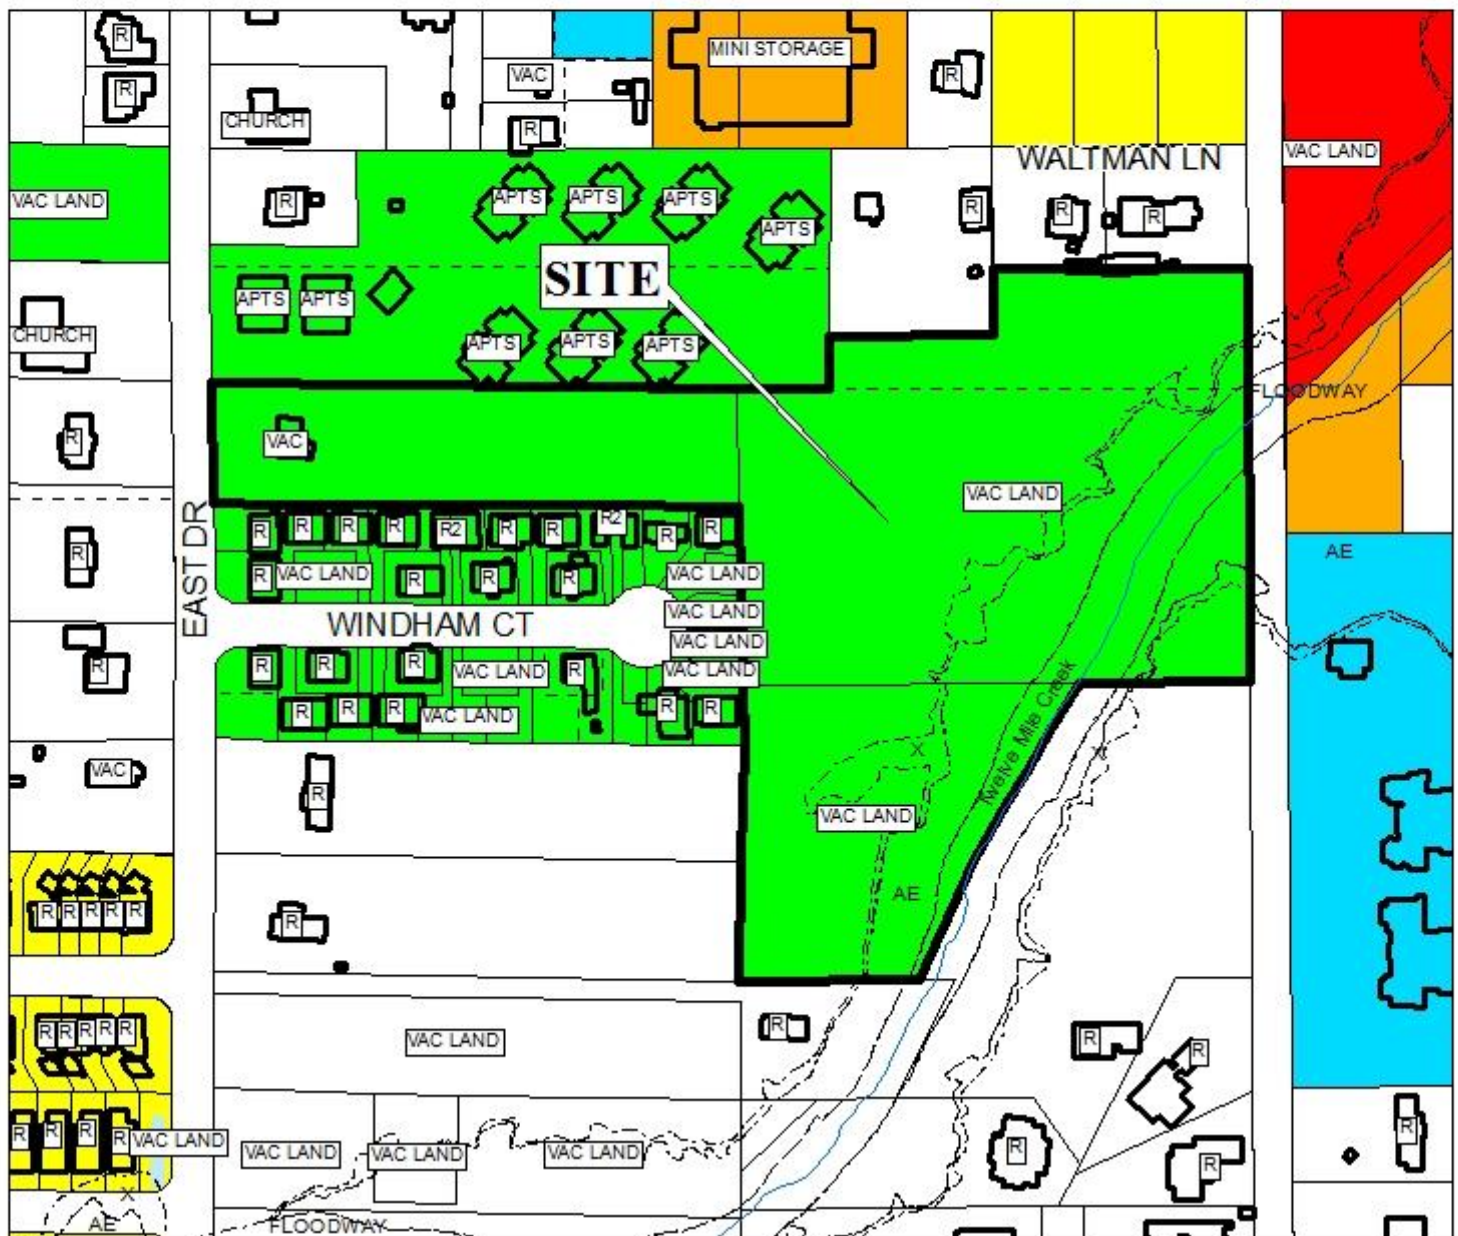 R
MINI STORAGE
VAC
R
R
CHURCH
R
WALTMAN LN
VAC LAND
VAC LAND
R
APTS
APTS
APTS
APTS
R
R
R
SITE
APTS
APTS
CHURCH
APTS
APTS
APTS
FLOODWAY
R
VAC
VAC LAND
EAST DR
R
R
R
R
R2
R
R
R2
R
R
AE
R
R
VAC LAND
R
R
R
VAC LAND
VAC LAND
WINDHAM CT
VAC LAND
VAC LAND
R
R
R
R
VAC LAND
R
R
R
R
VAC LAND
R
R
Twelve Mile Creek
X
X
VAC
R
VAC LAND
AE
R
R
R
R
R
R
R
R
R
R
R
R
VAC LAND
R
R
R
R
R
R
R
VAC LAND
VAC LAND
VAC LAND
VAC LAND
R
R
R
X
AE
FLOODWAY